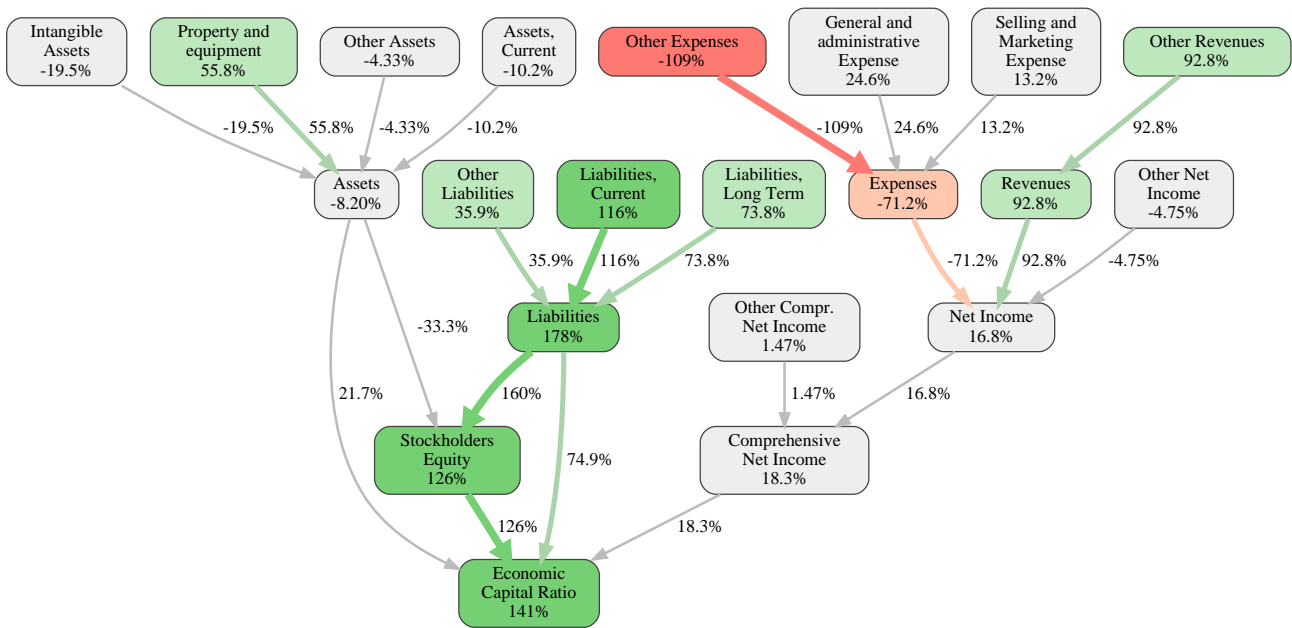 Intangible
Assets
-19.5%
Property and
equipment
55.8%
Other Assets
-4.33%
Assets,
Current
-10.2%
Other Expenses
-109%
General and
administrative
Expense
24.6%
Selling and
Marketing
Expense
13.2%
Other Revenues
92.8%
-19.5%
55.8%
-4.33%
-10.2%
-109%
24.6%
13.2%
92.8%
Assets
-8.20%
Other
Liabilities
35.9%
Liabilities,
Current
116%
Liabilities,
Long Term
73.8%
Expenses
-71.2%
Revenues
92.8%
Other Net
Income
-4.75%
35.9%
116%
73.8%
-71.2%
92.8%
-4.75%
-33.3%
Liabilities
178%
Other Compr.
Net Income
1.47%
Net Income
16.8%
21.7%
160%
1.47%
16.8%
Stockholders
Equity
126%
74.9%
Comprehensive
Net Income
18.3%
126%
18.3%
Economic
Capital Ratio
141%